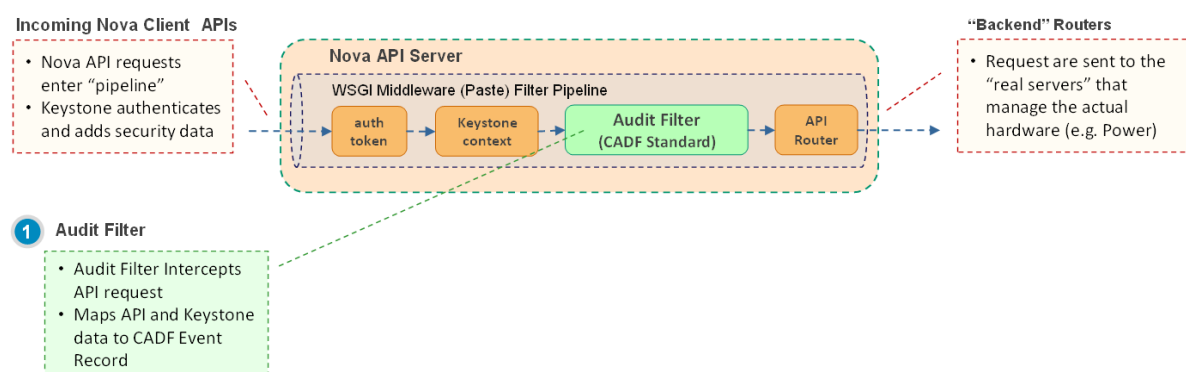 Incoming Nova Client APIs
• Nova API requests
enter “pipeline”
• Keystone authenticates
and adds security data
Nova API Server
WSGI Middleware (Paste) Filter Pipeline
auth
token
Keystone
context
Audit Filter
(CADF Standard)
API
Router
“Backend” Routers
• Request are sent to the
“real servers” that
manage the actual
hardware (e.g. Power)
1
Audit Filter
• Audit Filter Intercepts
API request
• Maps API and Keystone
data to CADF Event
Record